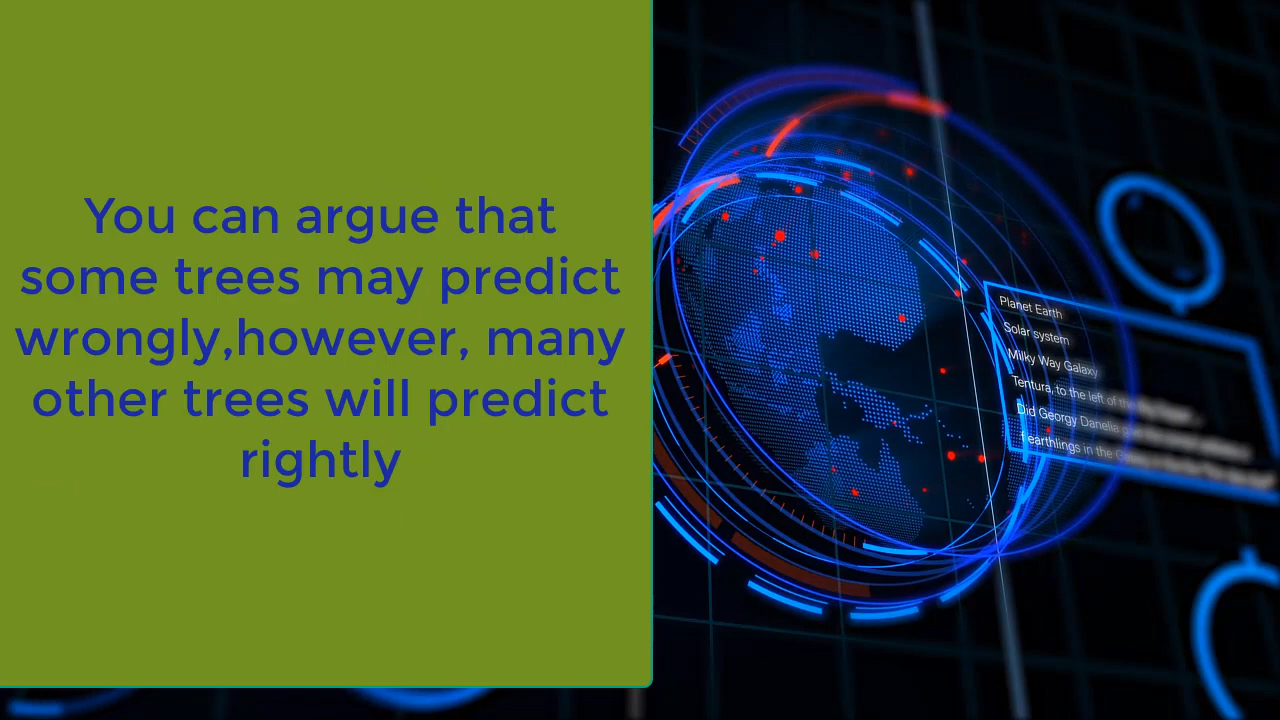 You can argue that
some trees may predict
wrongly,however, many
other trees will predict
rightly
Planet Earth
Solar system
Milky Way Galaxy
Tentura, to the left of the
Did Georgy Danelia
earthlings in the